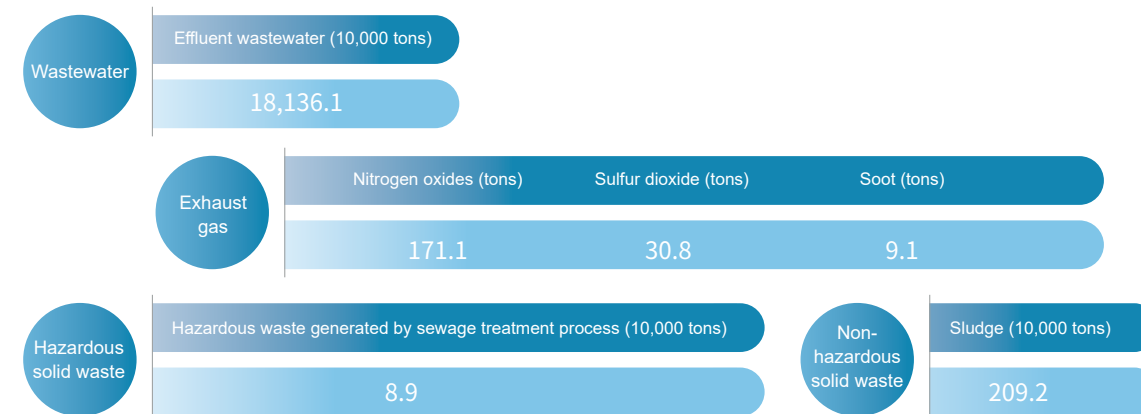 Wastewater
Effluent wastewater (10,000 tons)
18,136.1
Exhaust
gas
Nitrogen oxides (tons) Sulfur dioxide (tons) Soot (tons)
171.1 30.8 9.1
Hazardous
solid waste
Hazardous waste generated by sewage treatment process (10,000 tons)
8.9
Non-
hazardous
solid waste
Sludge (10,000 tons)
209.2